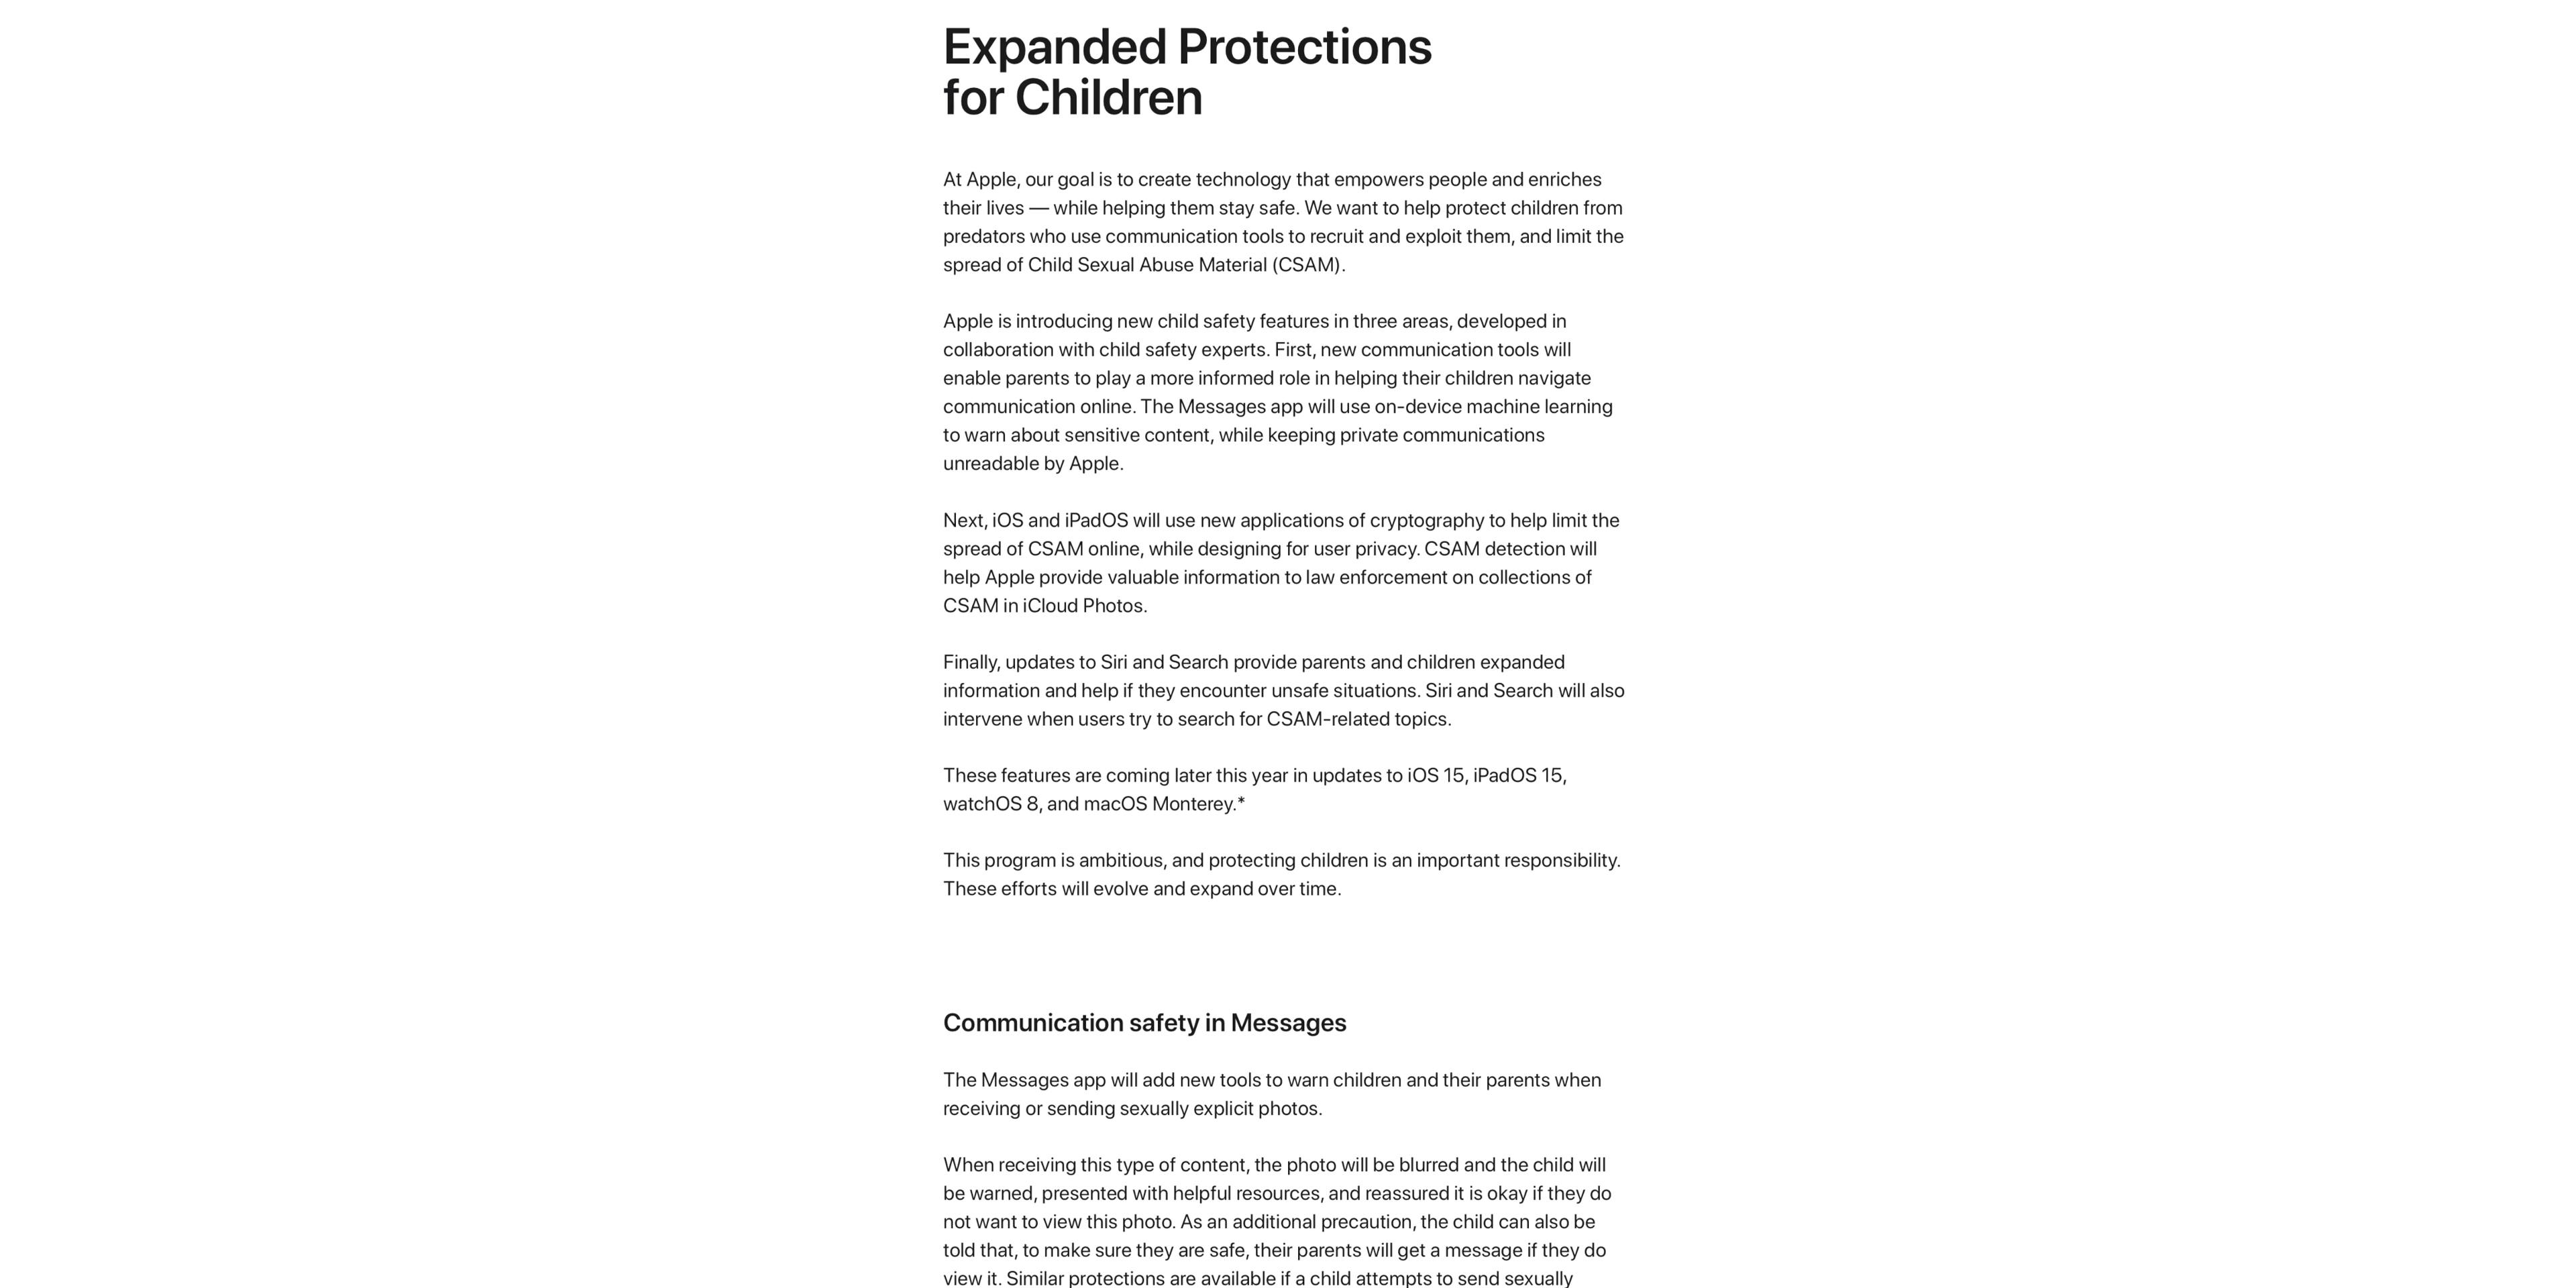 Expanded Protections
for Children
At Apple, our goal is to create technology that empowers people and enriches
their lives — while helping them stay safe. We want to help protect children from
predators who use communication tools to recruit and exploit them, and limit the
spread of Child Sexual Abuse Material (CSAM).
Apple is introducing new child safety features in three areas, developed in
collaboration with child safety experts. First, new communication tools will
enable parents to play a more informed role in helping their children navigate
communication online. The Messages app will use on-device machine learning
to warn about sensitive content, while keeping private communications
unreadable by Apple.
Next, iOS and iPadOS will use new applications of cryptography to help limit the
spread of CSAM online, while designing for user privacy. CSAM detection will
help Apple provide valuable information to law enforcement on collections of
CSAM in iCloud Photos.
Finally, updates to Siri and Search provide parents and children expanded
information and help if they encounter unsafe situations. Siri and Search will also
intervene when users try to search for CSAM-related topics.
These features are coming later this year in updates to iOS 15, iPadOS 15,
watchOS 8, and macOS Monterey.*
This program is ambitious, and protecting children is an important responsibility.
These efforts will evolve and expand over time.
Communication safety in Messages
The Messages app will add new tools to warn children and their parents when
receiving or sending sexually explicit photos.
When receiving this type of content, the photo will be blurred and the child will
be warned, presented with helpful resources, and reassured it is okay if they do
not want to view this photo. As an additional precaution, the child can also be
told that, to make sure they are safe, their parents will get a message if they do
view it. Similar protections are available if a child attempts to send sexually